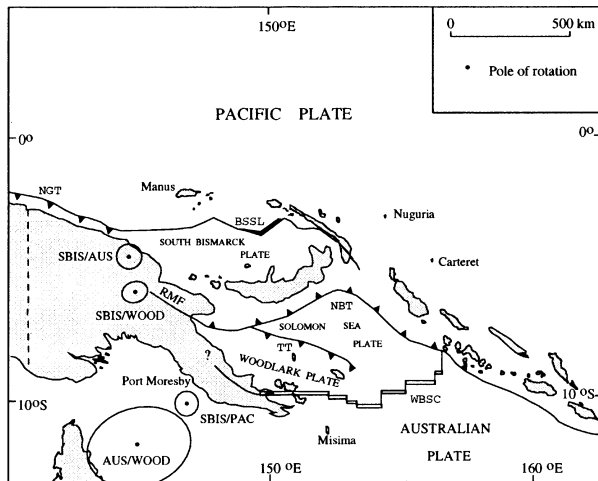 150°E
0
500 km
Pole of rotation
PACIFIC PLATE
0°
0°
NGT
Manus
BSSL
Nuguria
SOUTH BISMARCK
PLATE
SBIS/AUS
Carteret
RMF
SBIS/WOOD
NBT
SOLOMON SEA
PLATE
TT
?
WOODLARK PLATE
Port Moresby
10°S
WBSC
10°S
SBIS/PAC
Misima
AUSTRALIAN
PLATE
AUS/WOOD
150 °E
160 °E